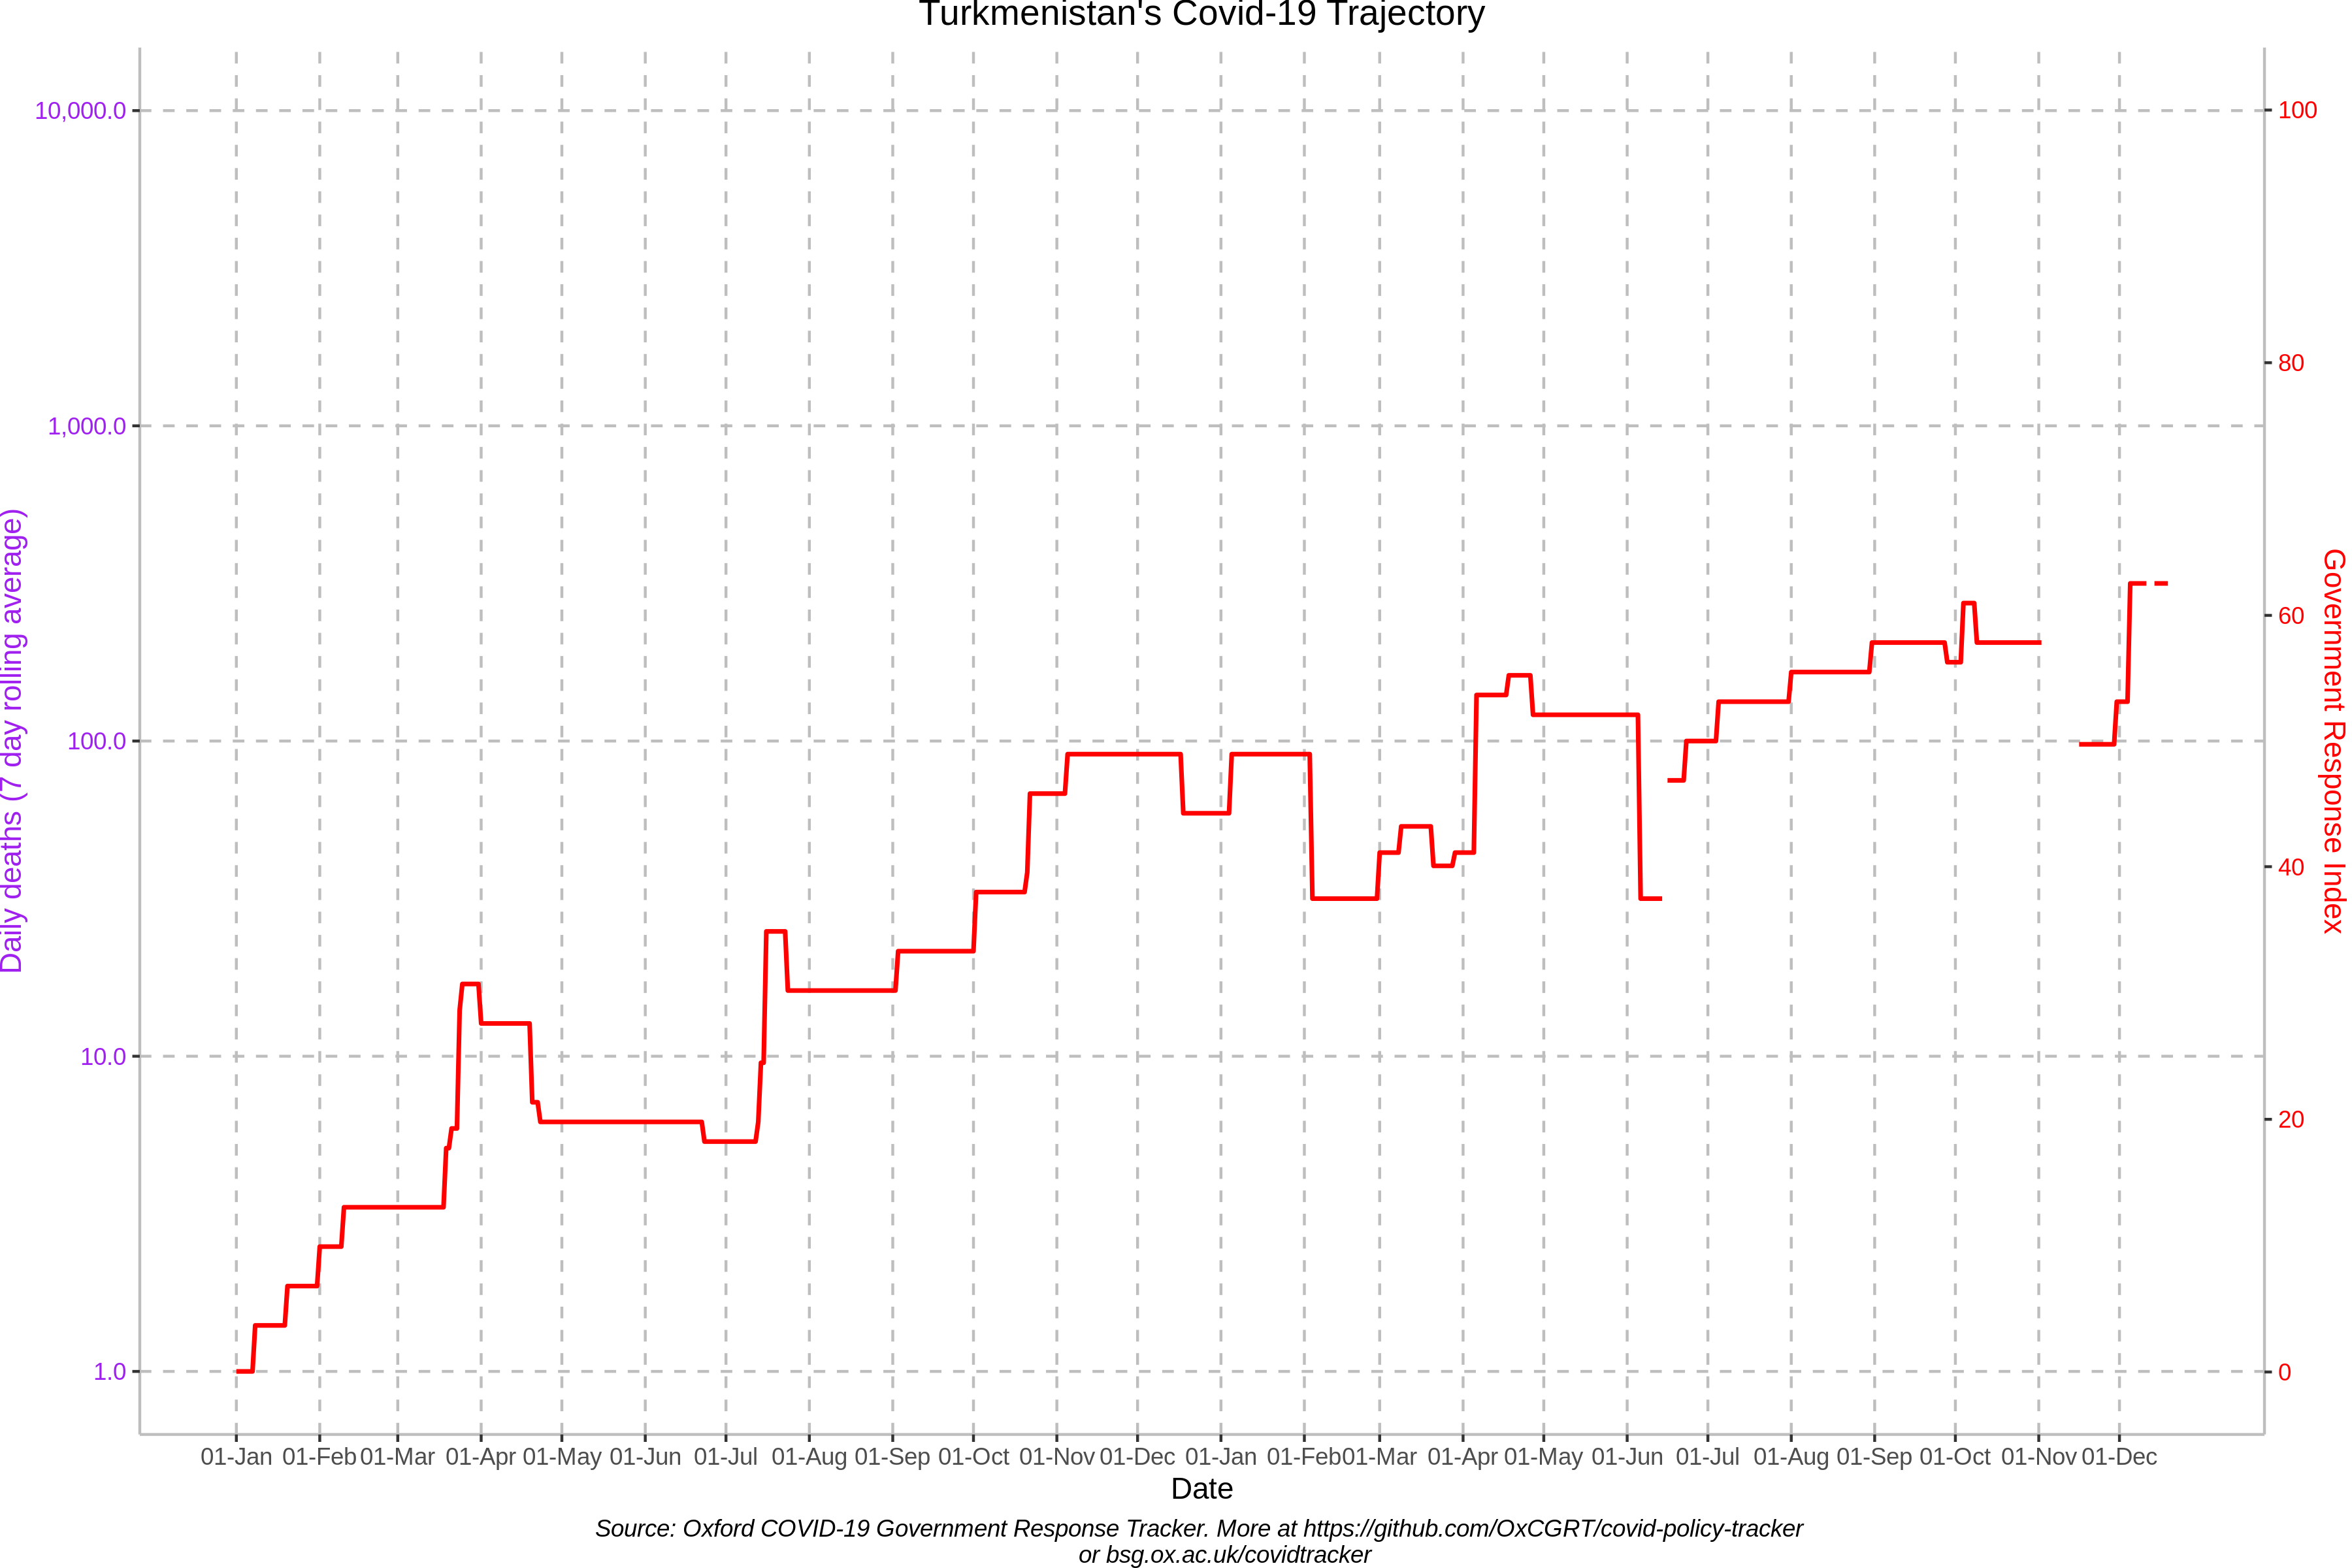 Turkmenistan's Covid-19 Trajectory
10,000.0
1,000.0
100.0
10.0
1.0
Daily deaths (7 day rolling average)
100
80
60
40
20
0
Government Response Index
01-Jan 01-Feb 01-Mar 01-Apr 01-May 01-Jun 01-Jul 01-Aug 01-Sep 01-Oct 01-Nov 01-Dec 01-Jan 01-Feb 01-Mar 01-Apr 01-May 01-Jun 01-Jul 01-Aug 01-Sep 01-Oct 01-Nov 01-Dec
Date
Source: Oxford COVID-19 Government Response Tracker. More at https://github.com/OxCGRT/covid-policy-tracker
or bsg.ox.ac.uk/covidtracker